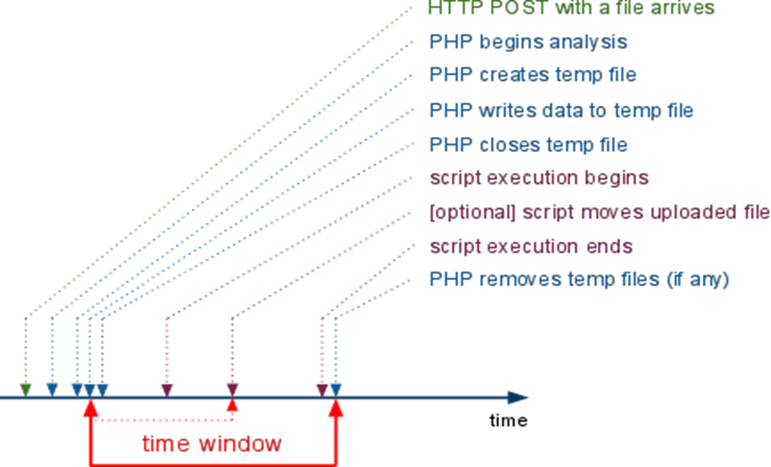 HTTP POST with a file arrives
PHP begins analysis
PHP creates temp file
PHP writes data to temp file
PHP closes temp file
script execution begins
[optional] script moves uploaded file
script execution ends
PHP removes temp files (if any)
time
time window